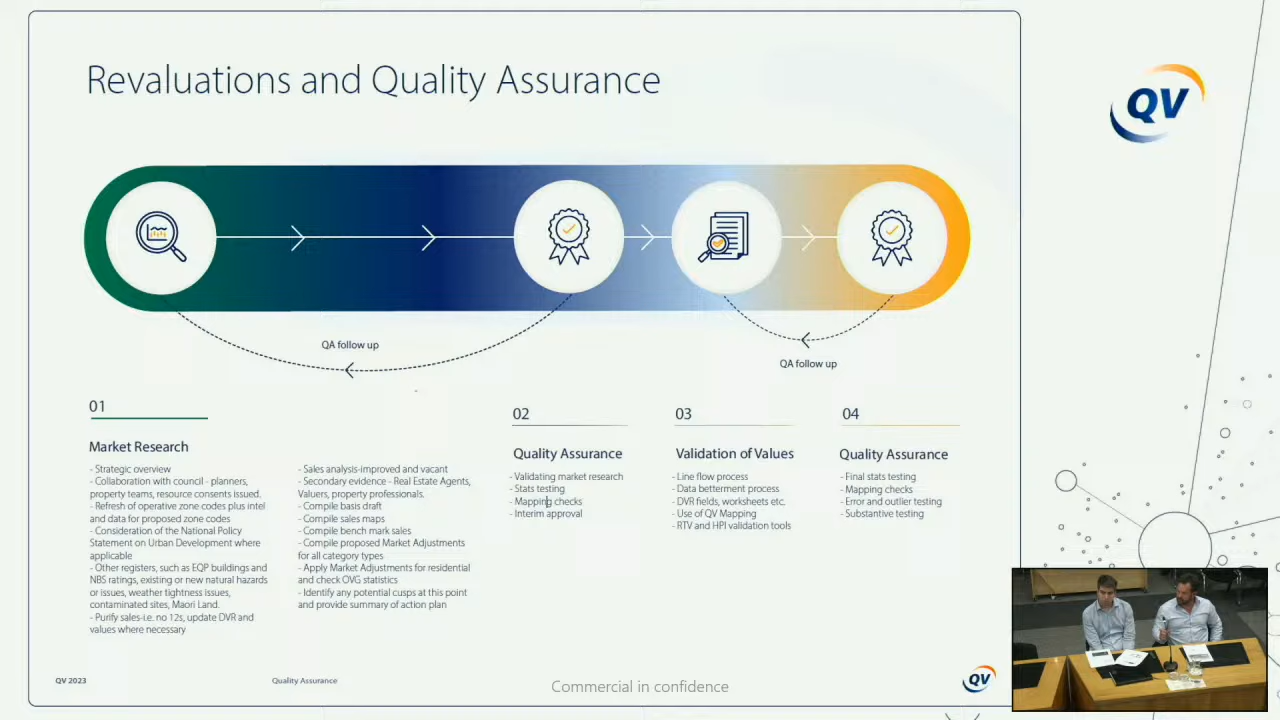 Revaluations and Quality Assurance
QV
QA follow up
QA follow up
01
Market Research
- Strategic overview
- Collaboration with council - planners,
property teams, resource consents issued.
- Refresh of operative zone codes plus intel
and data for proposed zone codes
- Consideration of the National Policy
Statement on Urban Development where
applicable
- Other registers, such as EQP buildings and
NBS ratings, existing or new natural hazards
or issues, weather tightness issues,
contaminated sites, Maori Land.
- Purify sales-i.e. no 12s, update DVR and
values where necessary
- Sales analysis-improved and vacant
- Secondary evidence - Real Estate Agents,
Valuers, property professionals.
- Compile basis draft
- Compile sales maps
- Compile bench mark sales
- Compile proposed Market Adjustments
for all category types
- Apply Market Adjustments for residential
and check OVG statistics
- Identify any potential cusps at this point
and provide summary of action plan
02
Quality Assurance
- Validating market research
- Stats testing
- Mapping checks
- Interim approval
03
Validation of Values
- Line flow process
- Data betterment process
- DVR fields, worksheets etc.
- Use of QV Mapping
- RTV and HPI validation tools
04
Quality Assurance
- Final stats testing
- Mapping checks
- Error and outlier testing
- Substantive testing
QV 2023
Quality Assurance
Commercial in confidence
QV